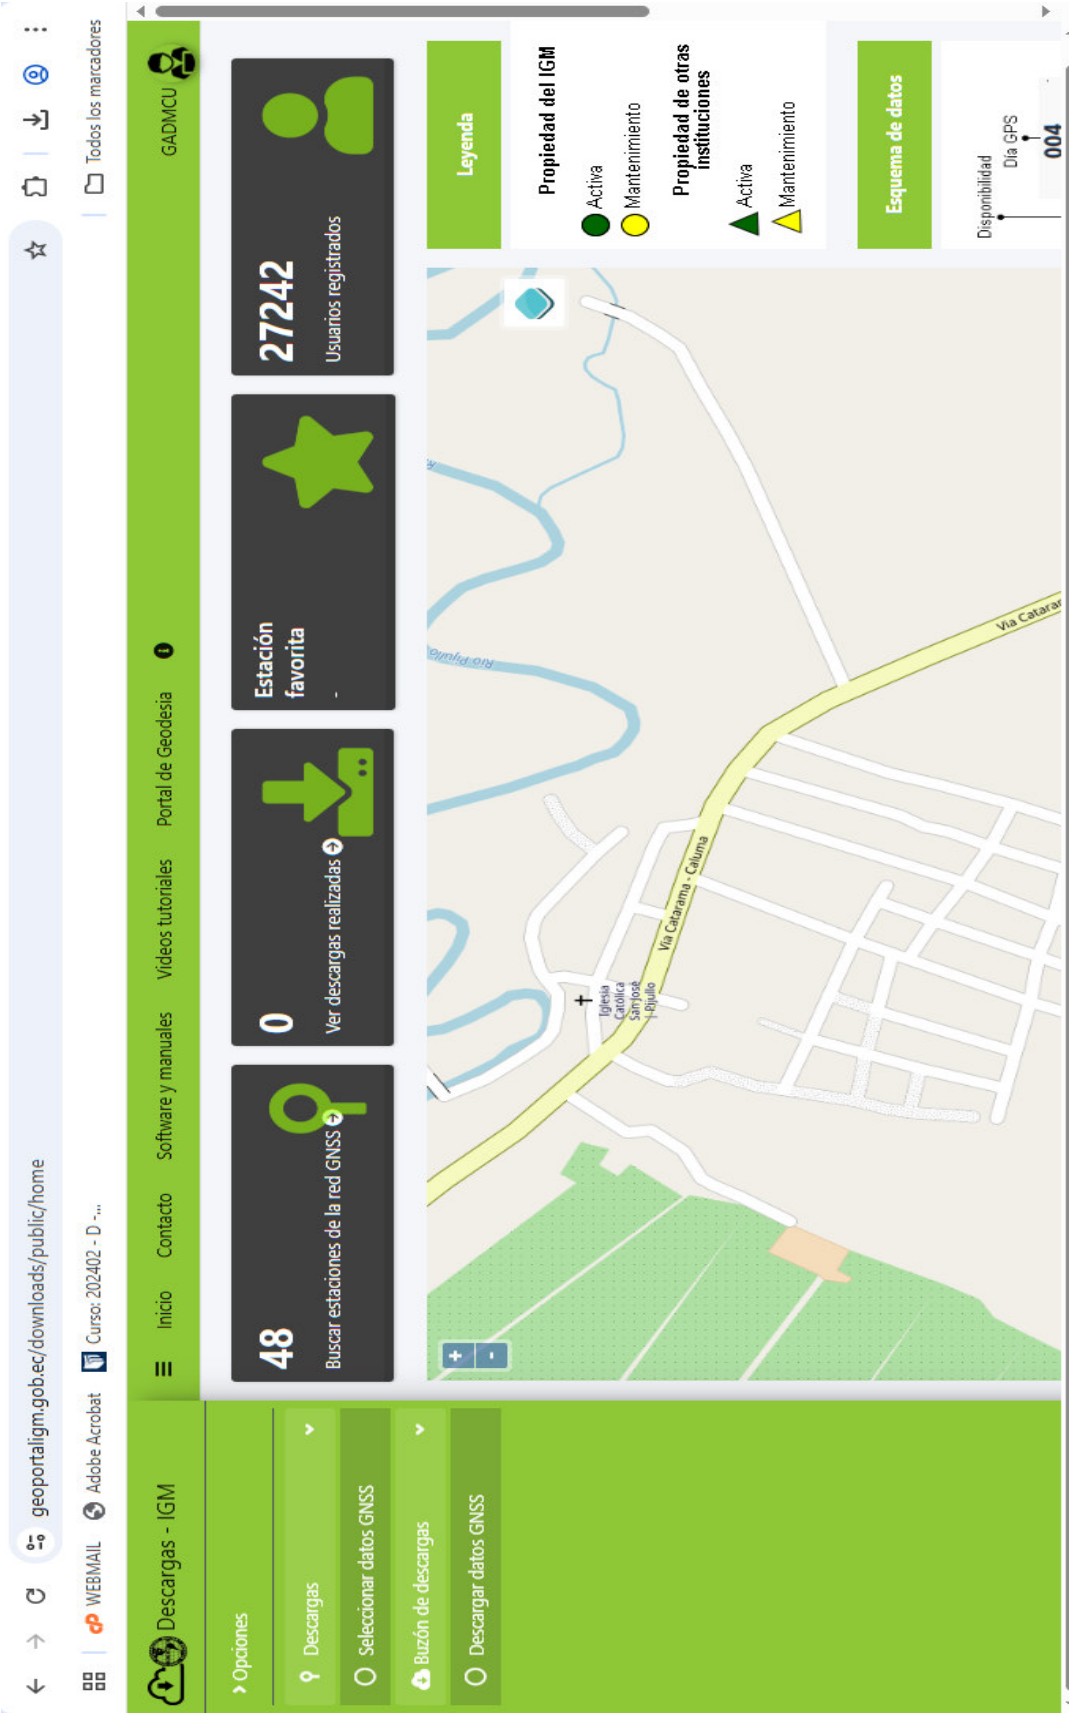 geoportaligm.gob.ec/downloads/public/home
WEBMAIL
Adobe Acrobat
Curso: 202402 - D -...
Todos los marcadores
Descargas - IGM
Inicio
Contacto
Software y manuales
Videos tutoriales
Portal de Geodesia
GADMCU
Opciones
Descargas
Seleccionar datos GNSS
Buzón de descargas
Descargar datos GNSS
48
Buscar estaciones de la red GNSS
0
Ver descargas realizadas
Estación
favorita
-
27242
Usuarios registrados
+
-
Río Pijullo
Iglesia
Católica
San José
| Pijullo
Vía Catarama - Caluma
Leyenda
Propiedad del IGM
Activa
Mantenimiento
Propiedad de otras
instituciones
Activa
Mantenimiento
Esquema de datos
Disponibilidad
Día GPS
004